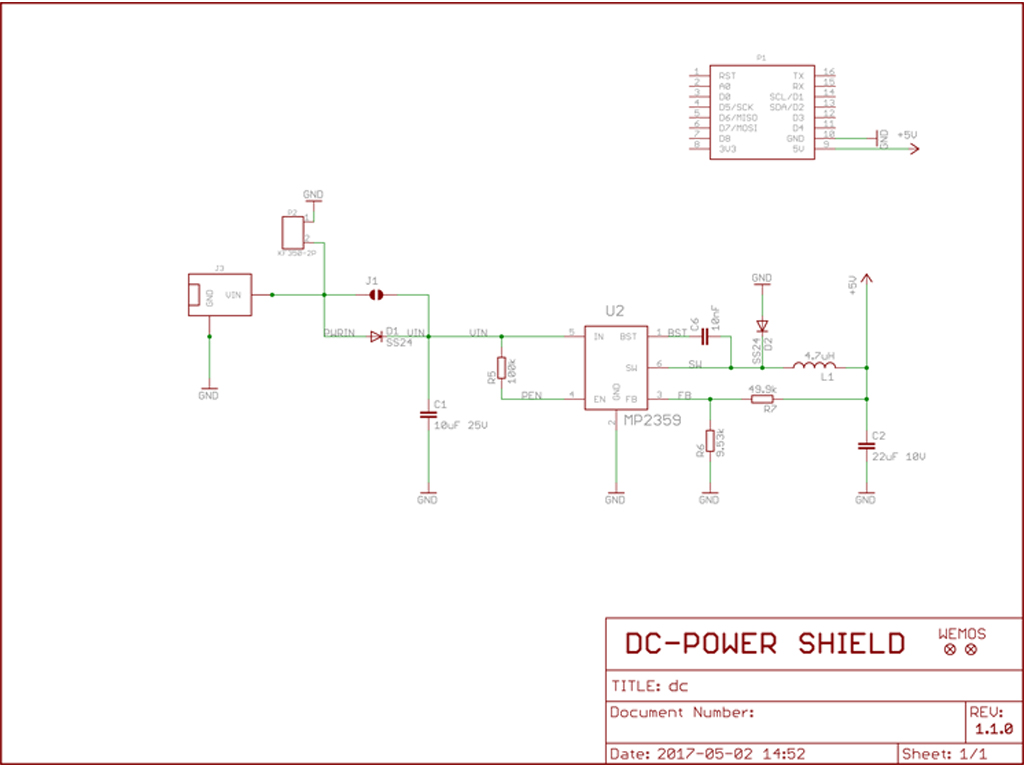 P1
1 RST TX 16
2 A0 RX 15
3 D0 SCL/D1 14
4 D5/SCK SDA/D2 13
5 D6/MISO D3 12
6 D7/MOSI D4 11
7 D8 GND 10
8 3V3 5V 9
GND
+5V
GND
P2
1
2
KF350-2P
J3
GND
VIN
GND
J1
PWRIN
D1
SS24
VIN
VIN
R5
100k
PEN
C1
10uF 25V
GND
U2
5 IN BST 1
SW 6
4 EN GND FB 3
2
MP2359
GND
BST
C6
10nF
SW
FB
GND
SS24
D2
4.7uH
L1
+5V
49.9k
R7
R6
9.53k
GND
C2
22uF 10V
GND
DC-POWER SHIELD
WEMOS
TITLE: dc
Document Number:
REV:
1.1.0
Date: 2017-05-02 14:52
Sheet: 1/1